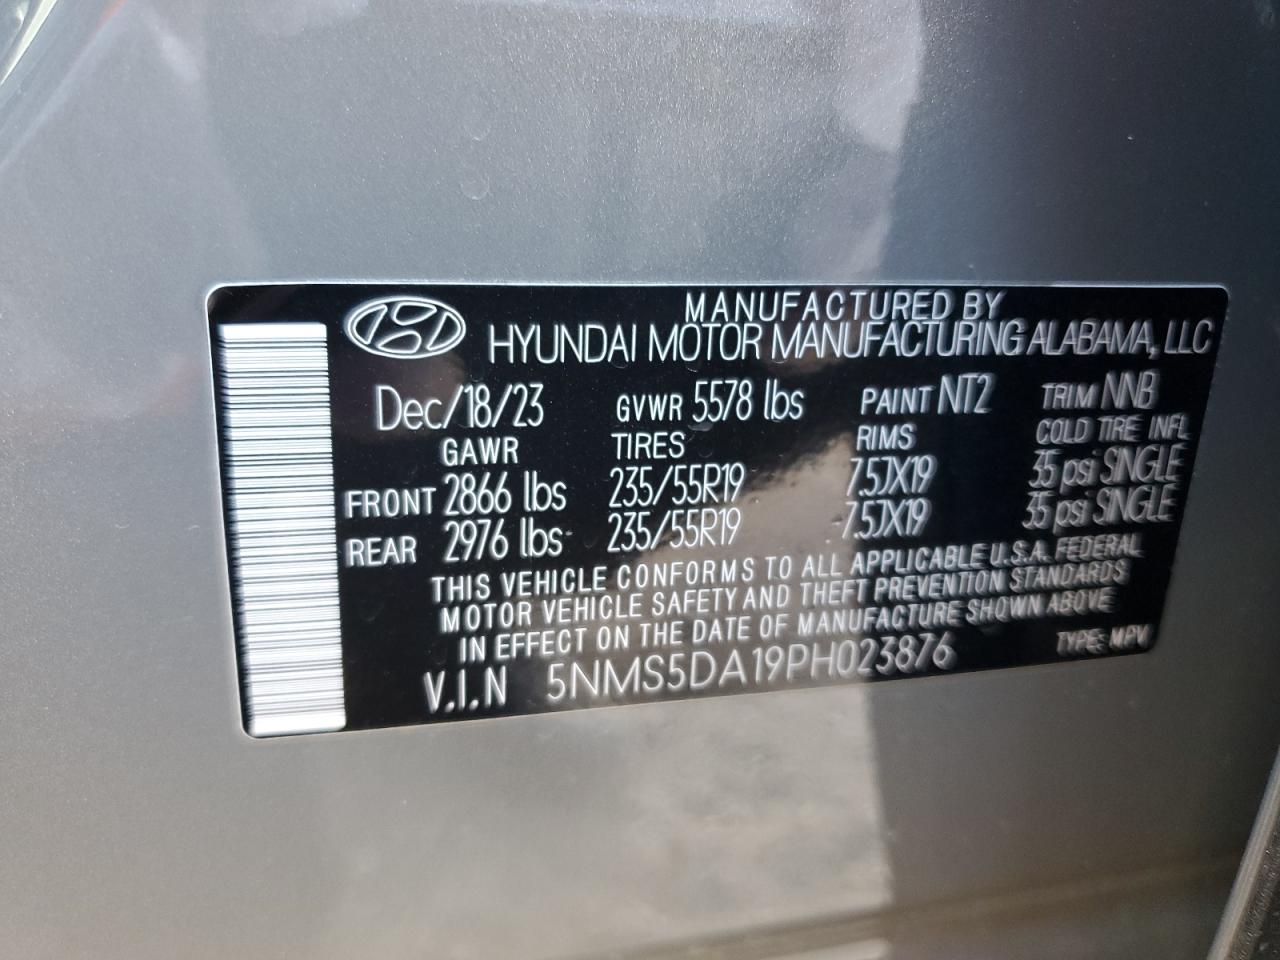 MANUFACTURED BY
HYUNDAI MOTOR MANUFACTURING ALABAMA, LLC
Dec/18/23 GVWR 5578 lbs PAINT NT2 TRIM NNB
GAWR TIRES RIMS COLD TIRE INFL
FRONT 2866 lbs 235/55R19 7.5JX19 35 psi SINGLE
REAR 2976 lbs 235/55R19 7.5JX19 35 psi SINGLE
THIS VEHICLE CONFORMS TO ALL APPLICABLE U.S.A. FEDERAL
MOTOR VEHICLE SAFETY AND THEFT PREVENTION STANDARDS
IN EFFECT ON THE DATE OF MANUFACTURE SHOWN ABOVE
V.I.N 5NMS5DA19PH023876 TYPE: MPV